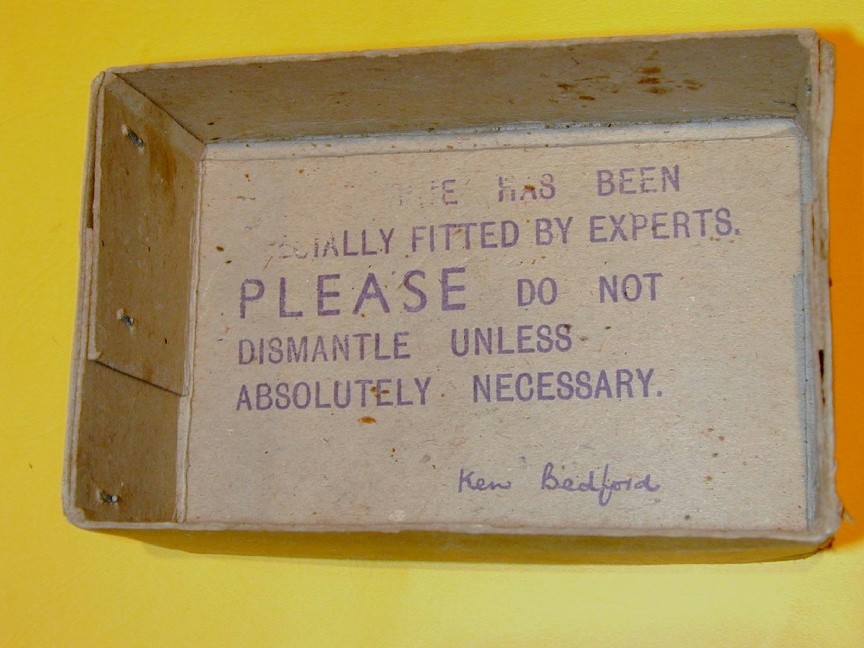 HAS BEEN
FITTED BY EXPERTS.
PLEASE DO NOT
DISMANTLE UNLESS
ABSOLUTELY NECESSARY.
Ken Bedford